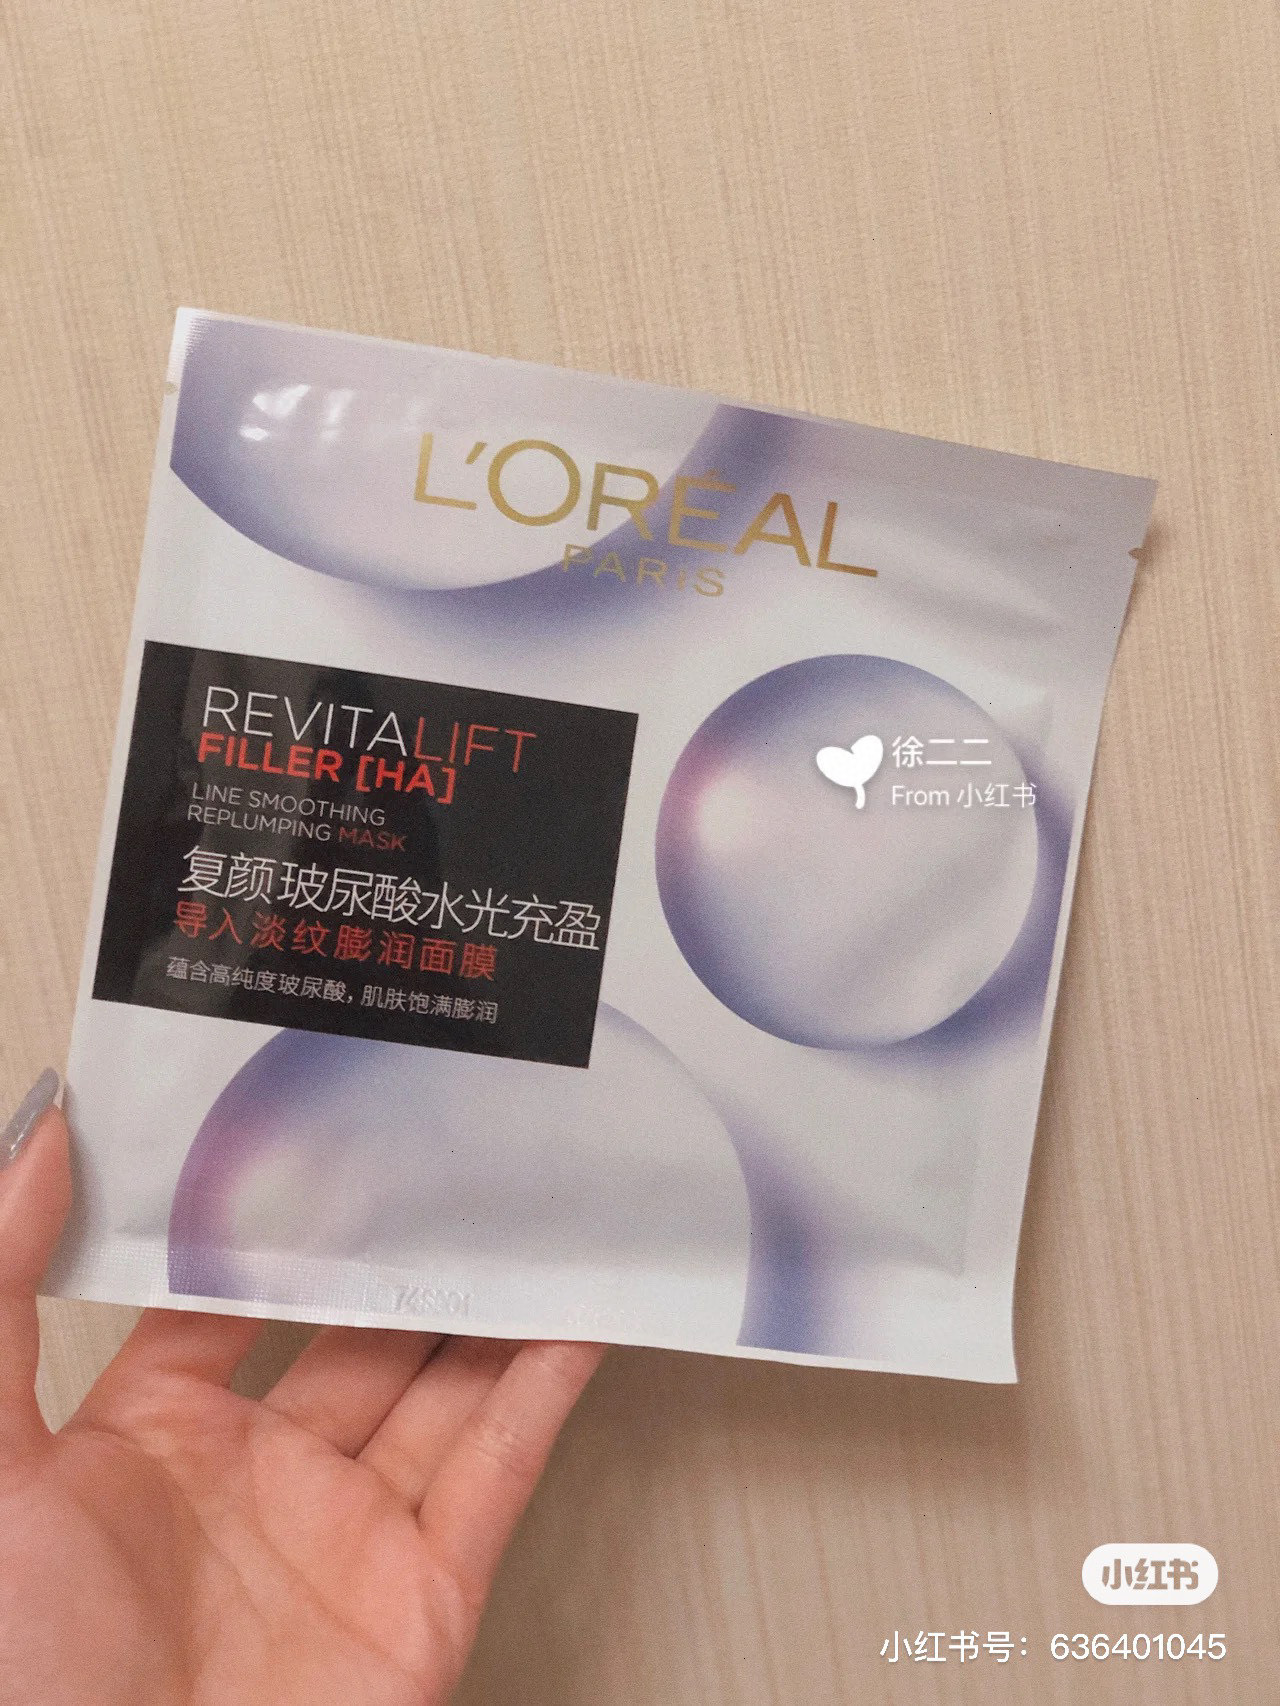 L'ORÉAL
PARIS
REVITALIFT
FILLER [HA]
LINE SMOOTHING
REPLUMPING MASK
复颜玻尿酸水光充盈
导入淡纹膨润面膜
蕴含高纯度玻尿酸，肌肤饱满膨润
徐二二
From 小红书
小红书
小红书号：636401045